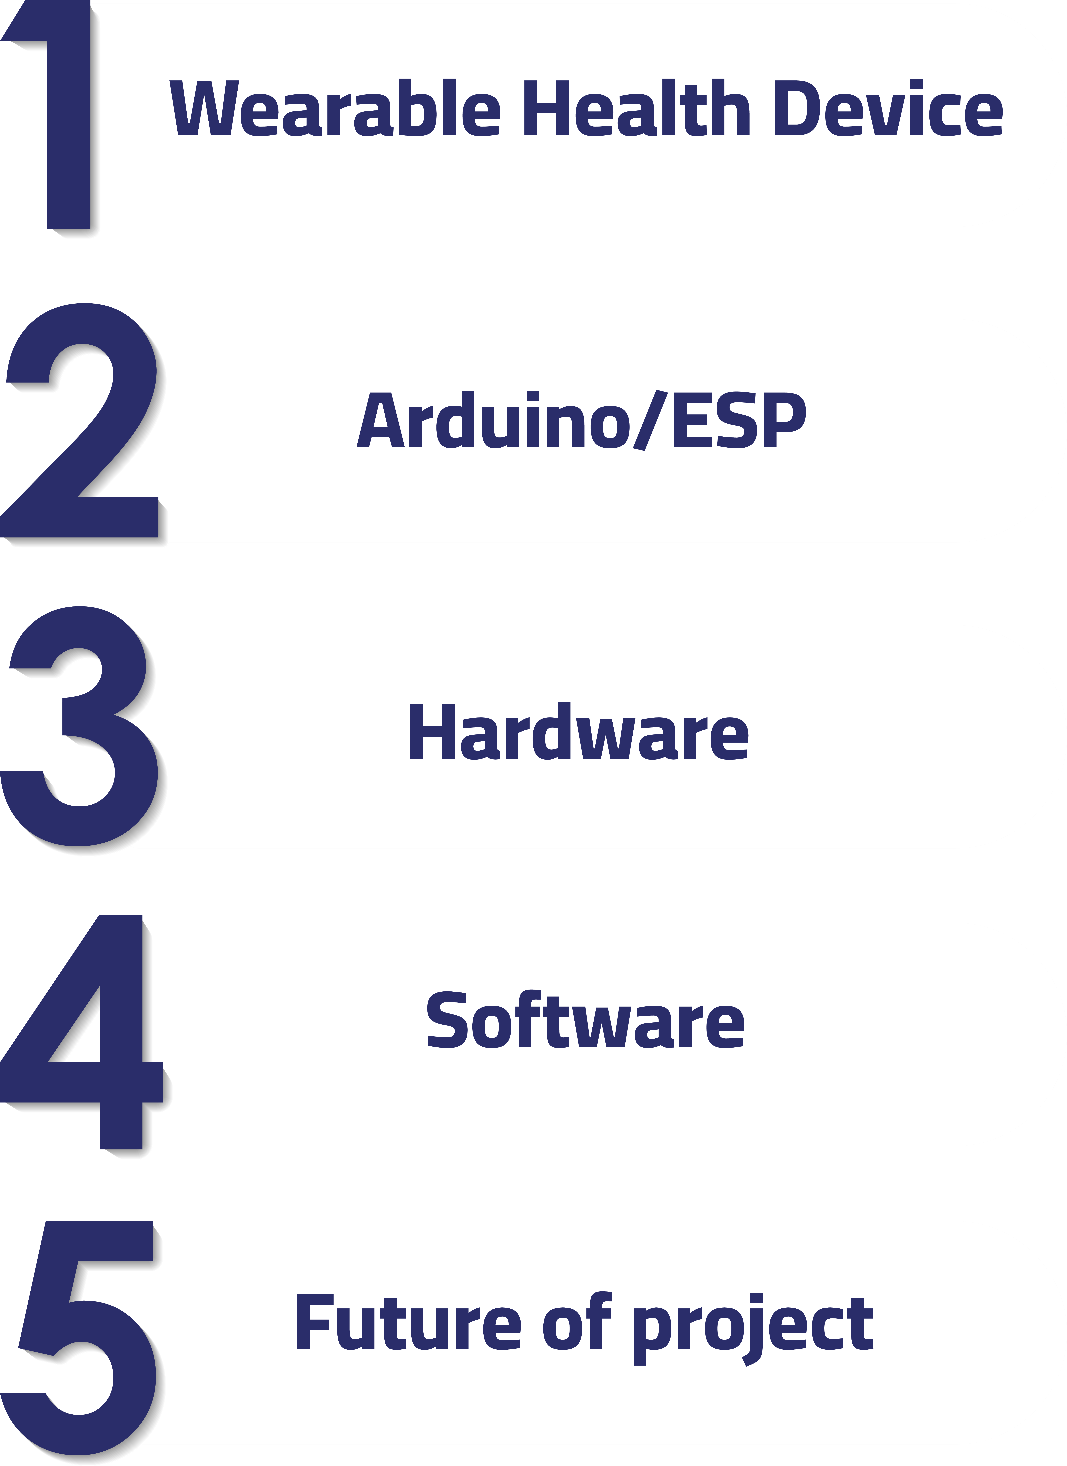 1 Wearable Health Device
2 Arduino/ESP
3 Hardware
4 Software
5 Future of project